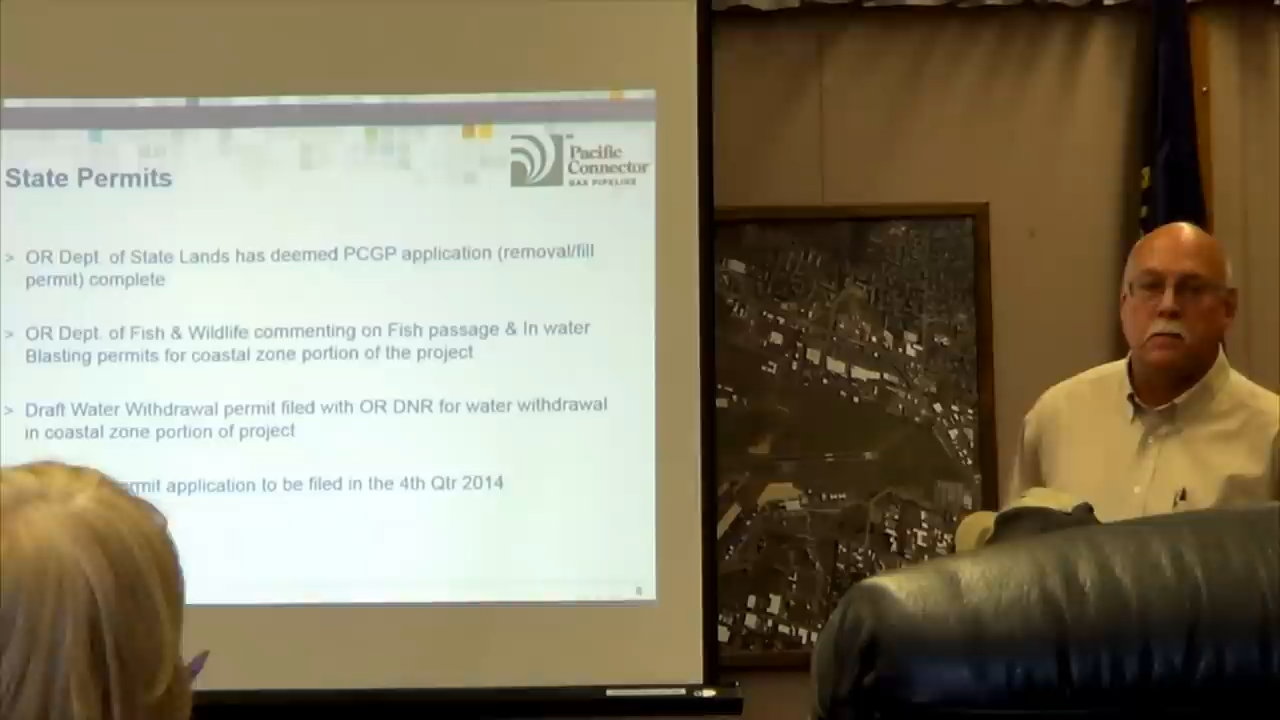 Pacific
Connector
GAS PIPELINE
State Permits
> OR Dept. of State Lands has deemed PCGP application (removal/fill
permit) complete
> OR Dept. of Fish & Wildlife commenting on Fish passage & In water
Blasting permits for coastal zone portion of the project
> Draft Water Withdrawal permit filed with OR DNR for water withdrawal
in coastal zone portion of project
application to be filed in the 4th Qtr 2014